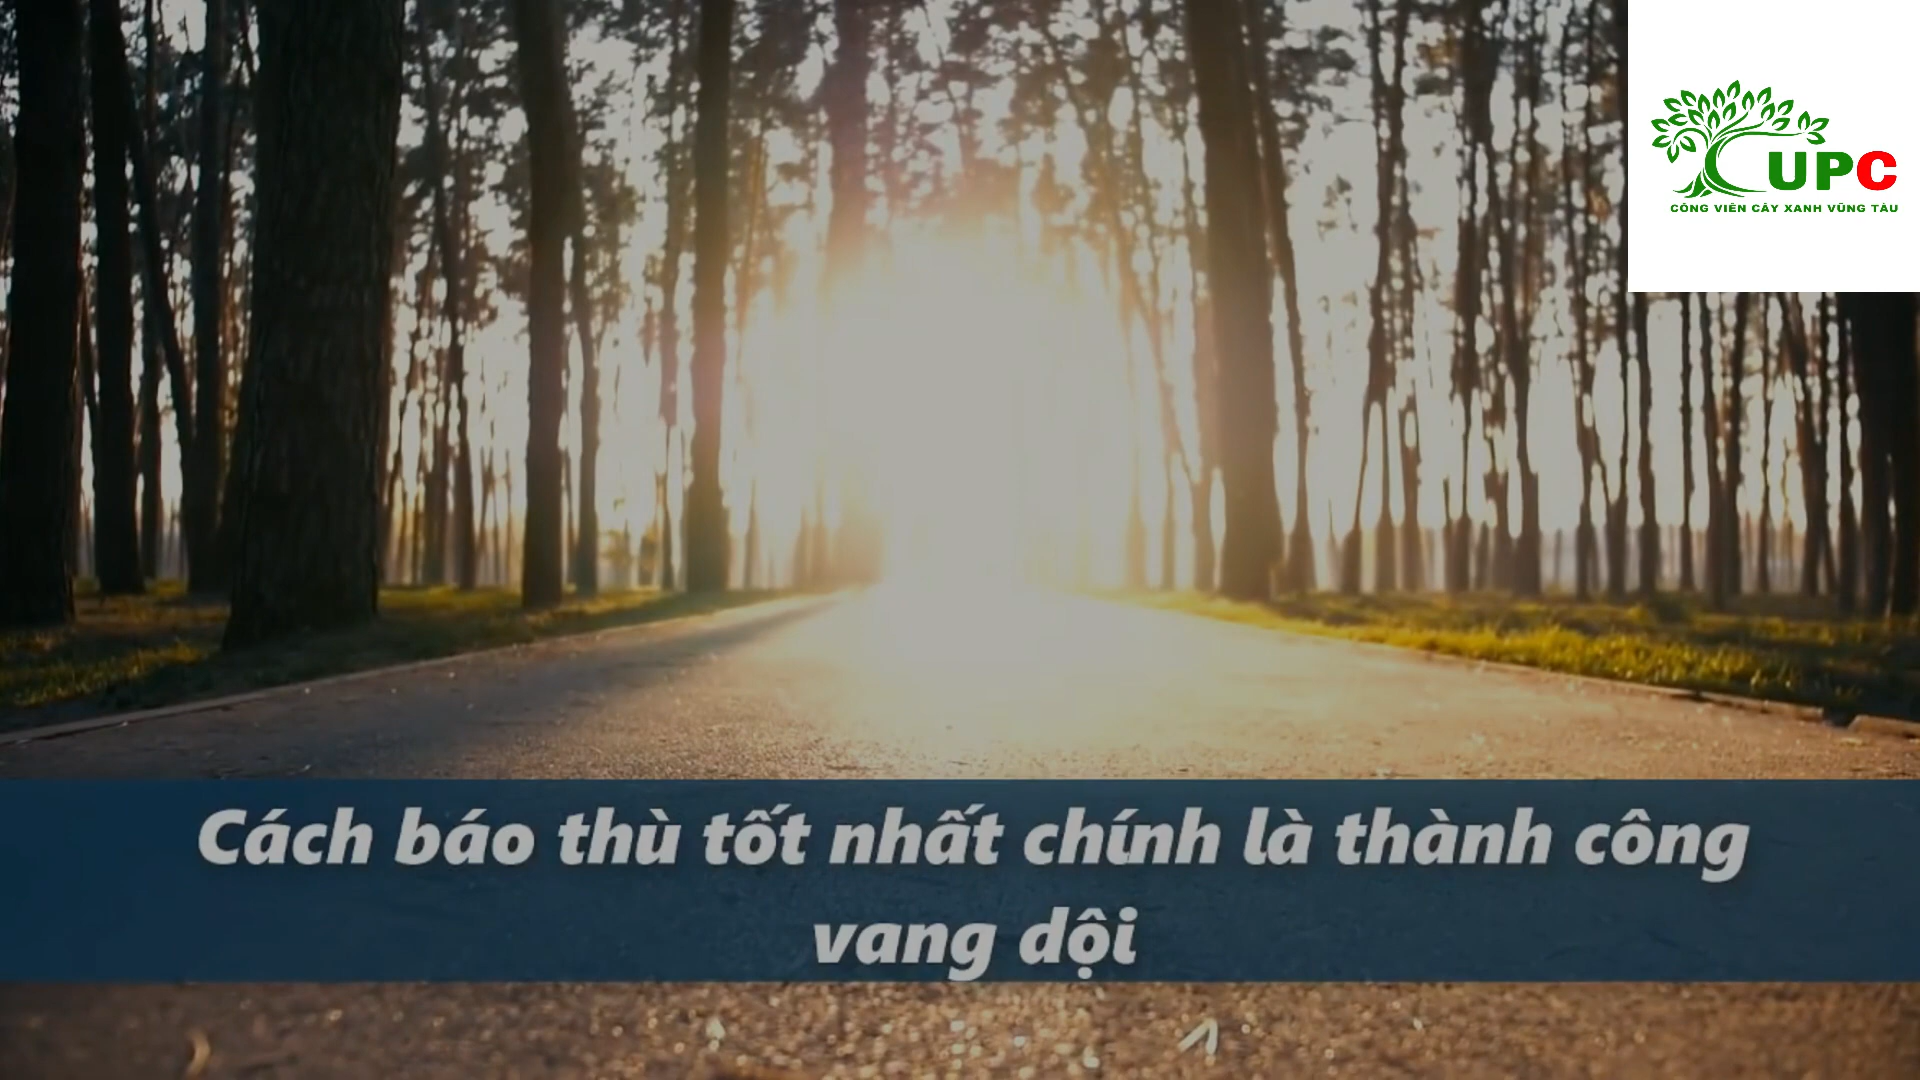 UPC
CÔNG VIÊN CÂY XANH VŨNG TÀU
Cách báo thù tốt nhất chính là thành công
vang dội